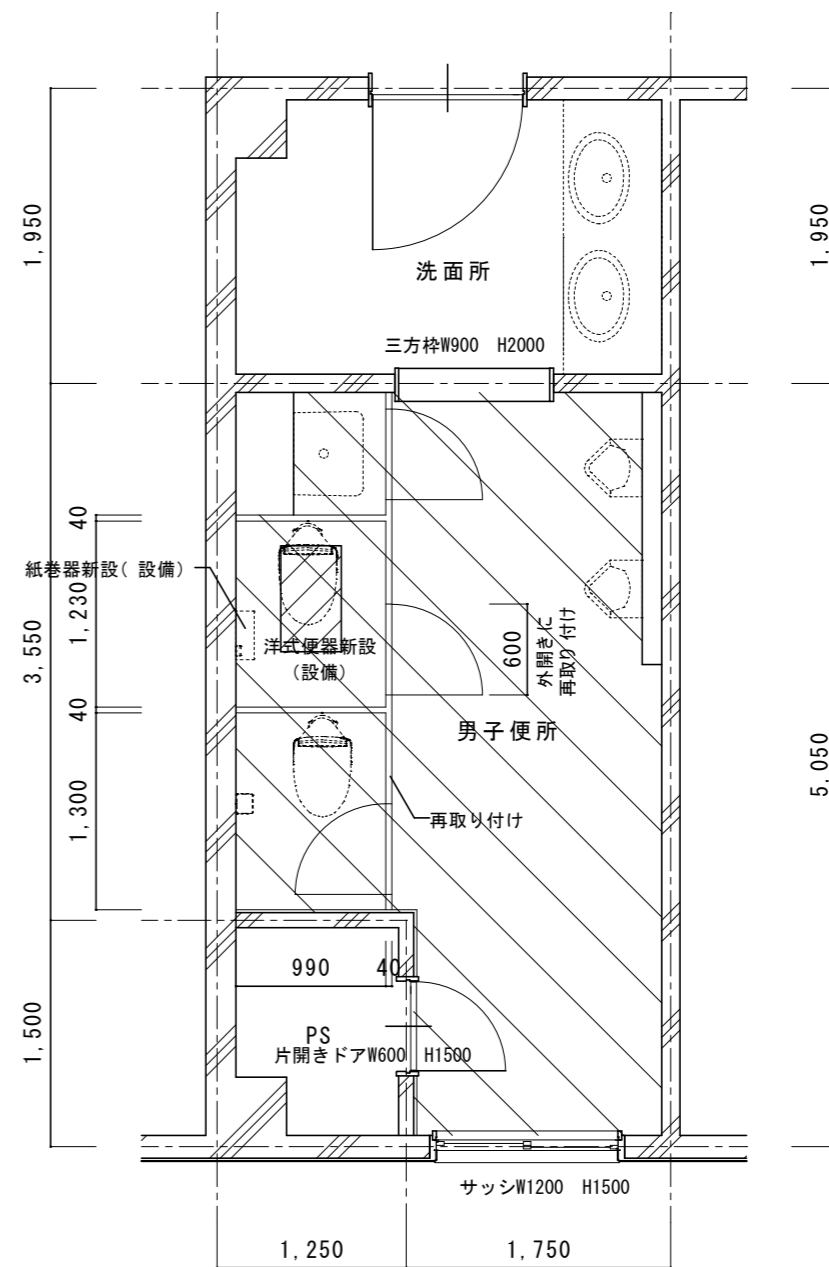 1,950
1,950
洗面所
三方枠W900 H2000
40
紙巻器新設( 設備)
1,230
3,550
洋式便器新設
(設備)
600
外開きに
再取り付け
40
男子便所
5,050
1,300
再取り付け
990
40
1,500
PS
片開きドアW600 H1500
サッシW1200 H1500
1,250
1,750